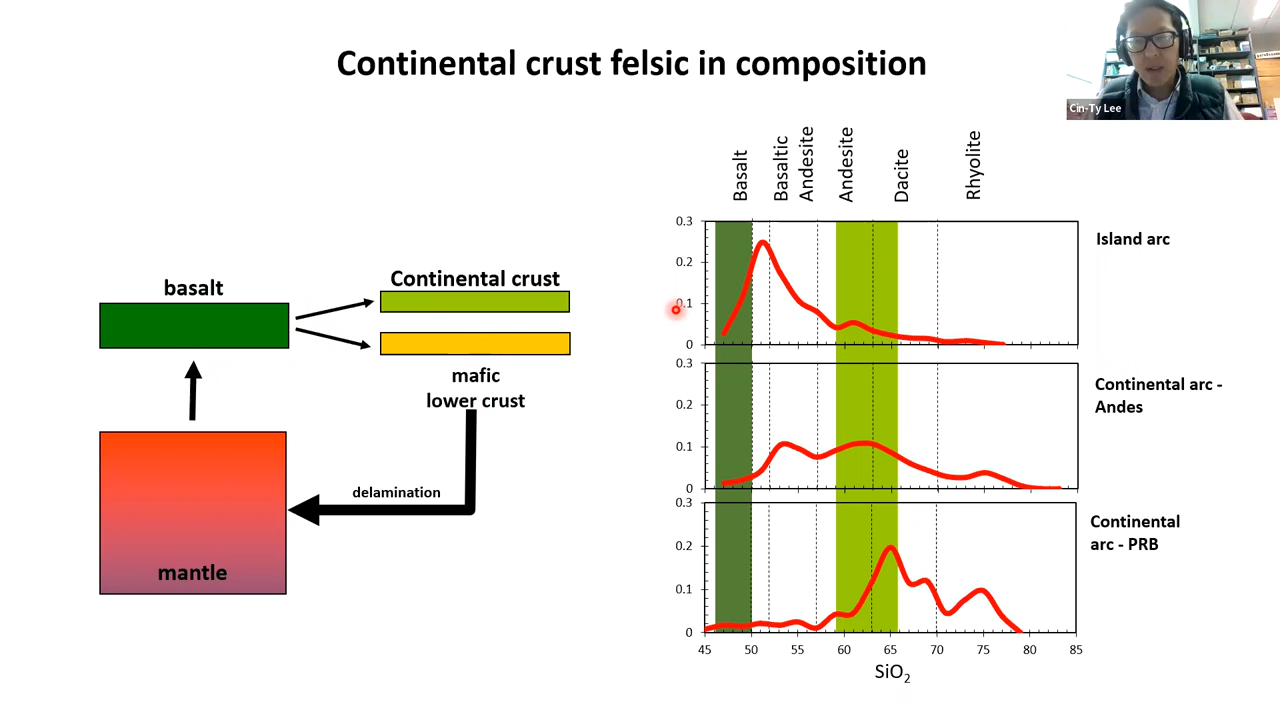 Continental crust felsic in composition
Cin-Ty Lee
basalt
Continental crust
mafic
lower crust
delamination
mantle
Basalt
Basaltic
Andesite
Andesite
Dacite
Rhyolite
0.3
0.2
0.1
0
Island arc
0.3
0.2
0.1
0
Continental arc -
Andes
0.3
0.2
0.1
0
Continental
arc - PRB
45 50 55 60 65 70 75 80 85
SiO₂